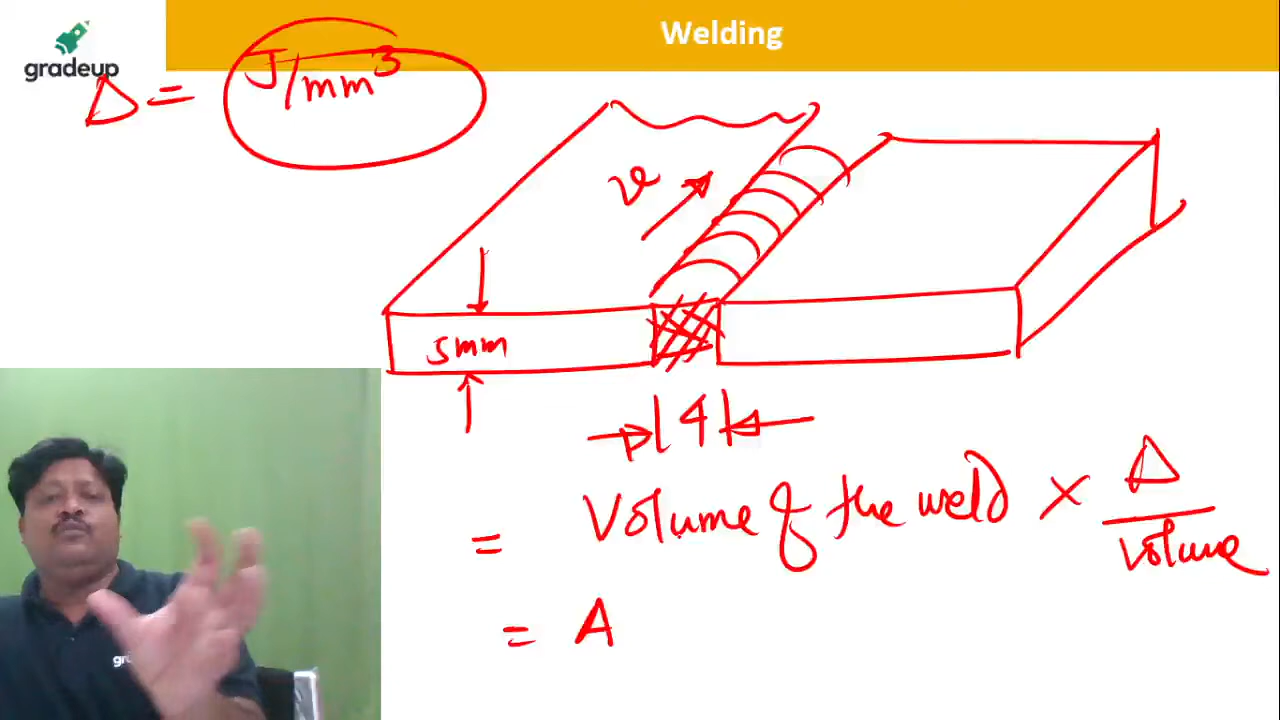 Welding
gradeup
Δ = J/mm³
v
5mm
4
= Volume of the weld × Δ/volume
= A